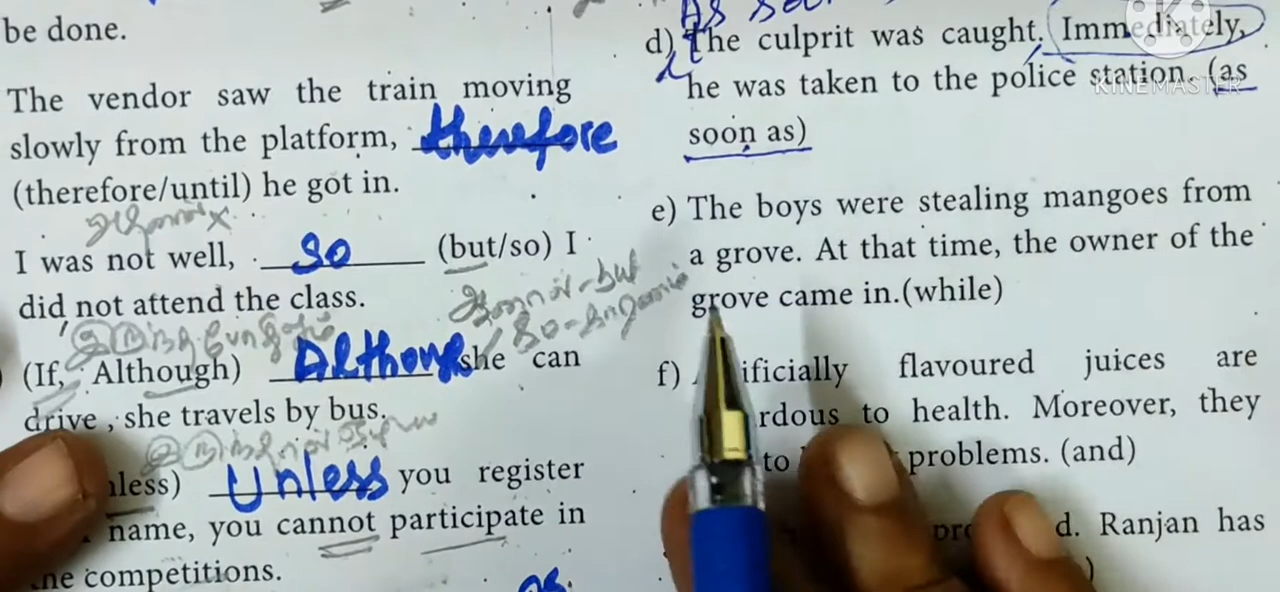 be done.
The vendor saw the train moving
slowly from the platform, therefore
(therefore/until) he got in.
I was not well, so (but/so) I
did not attend the class.
(If, Although) Although she can
drive, she travels by bus.
Unless you register
name, you cannot participate in
competitions.
As soon
d) The culprit was caught. Immediately,
he was taken to the police station. (as
soon as)
e) The boys were stealing mangoes from
a grove. At that time, the owner of the
grove came in.(while)
f) flavoured juices are
to health. Moreover, they
to problems. (and)
d. Ranjan has
KINEMASTER